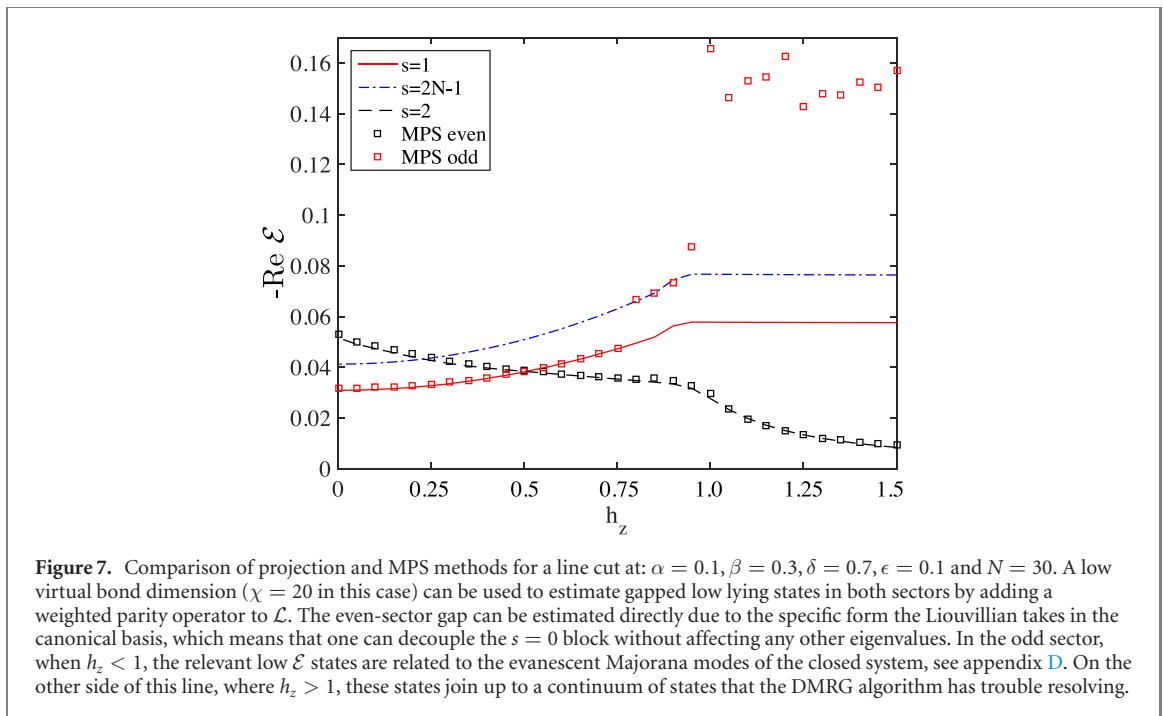 0.16
0.14
0.12
0.1
0.08
0.06
0.04
0.02
0
-Re ℰ
s=1
s=2N-1
s=2
MPS even
MPS odd
0 0.25 0.5 0.75 1.0 1.25 1.5
h_z
Figure 7. Comparison of projection and MPS methods for a line cut at: α = 0.1, β = 0.3, δ = 0.7, ϵ = 0.1 and N = 30. A low
virtual bond dimension (χ = 20 in this case) can be used to estimate gapped low lying states in both sectors by adding a
weighted parity operator to ℒ. The even-sector gap can be estimated directly due to the specific form the Liouvillian takes in the
canonical basis, which means that one can decouple the s = 0 block without affecting any other eigenvalues. In the odd sector,
when h_z < 1, the relevant low ℰ states are related to the evanescent Majorana modes of the closed system, see appendix D. On the
other side of this line, where h_z > 1, these states join up to a continuum of states that the DMRG algorithm has trouble resolving.